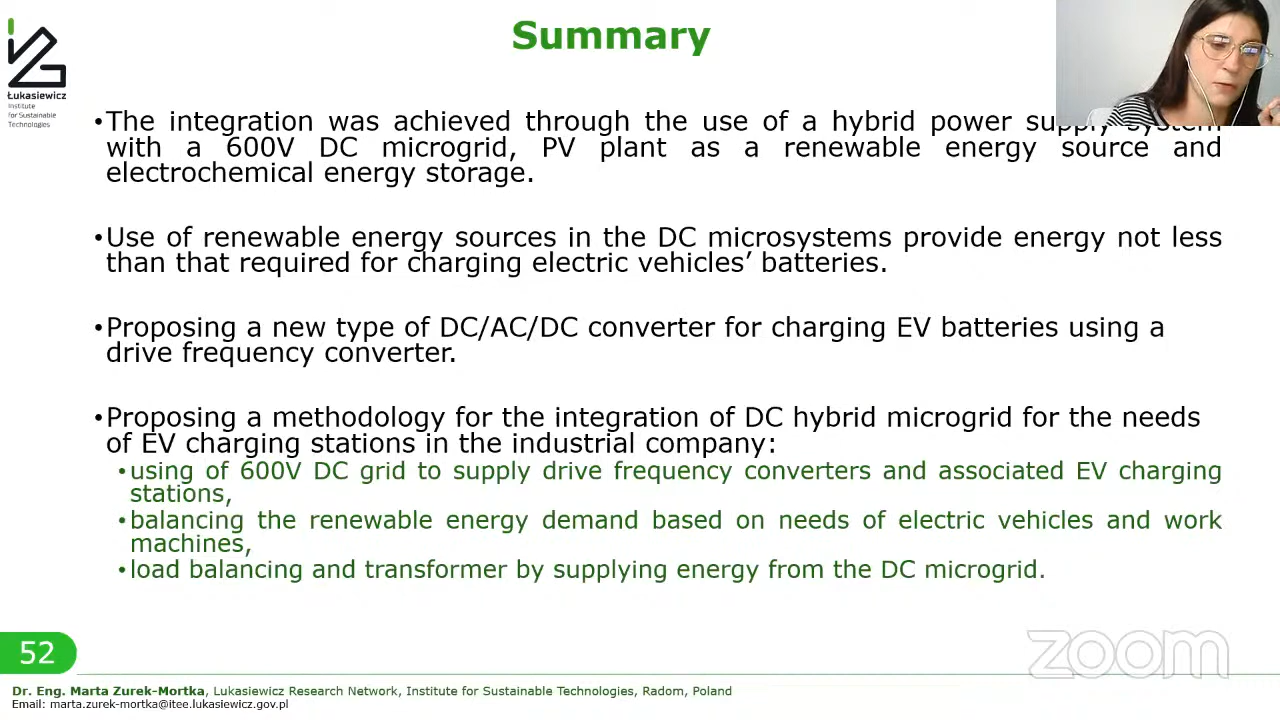 Summary
Łukasiewicz
Institute
for Sustainable
Technologies
•The integration was achieved through the use of a hybrid power supply system
with a 600V DC microgrid, PV plant as a renewable energy source and
electrochemical energy storage.
•Use of renewable energy sources in the DC microsystems provide energy not less
than that required for charging electric vehicles’ batteries.
•Proposing a new type of DC/AC/DC converter for charging EV batteries using a
drive frequency converter.
•Proposing a methodology for the integration of DC hybrid microgrid for the needs
of EV charging stations in the industrial company:
•using of 600V DC grid to supply drive frequency converters and associated EV charging
stations,
•balancing the renewable energy demand based on needs of electric vehicles and work
machines,
•load balancing and transformer by supplying energy from the DC microgrid.
52
zoom
Dr. Eng. Marta Zurek-Mortka, Lukasiewicz Research Network, Institute for Sustainable Technologies, Radom, Poland
Email: marta.zurek-mortka@itee.lukasiewicz.gov.pl